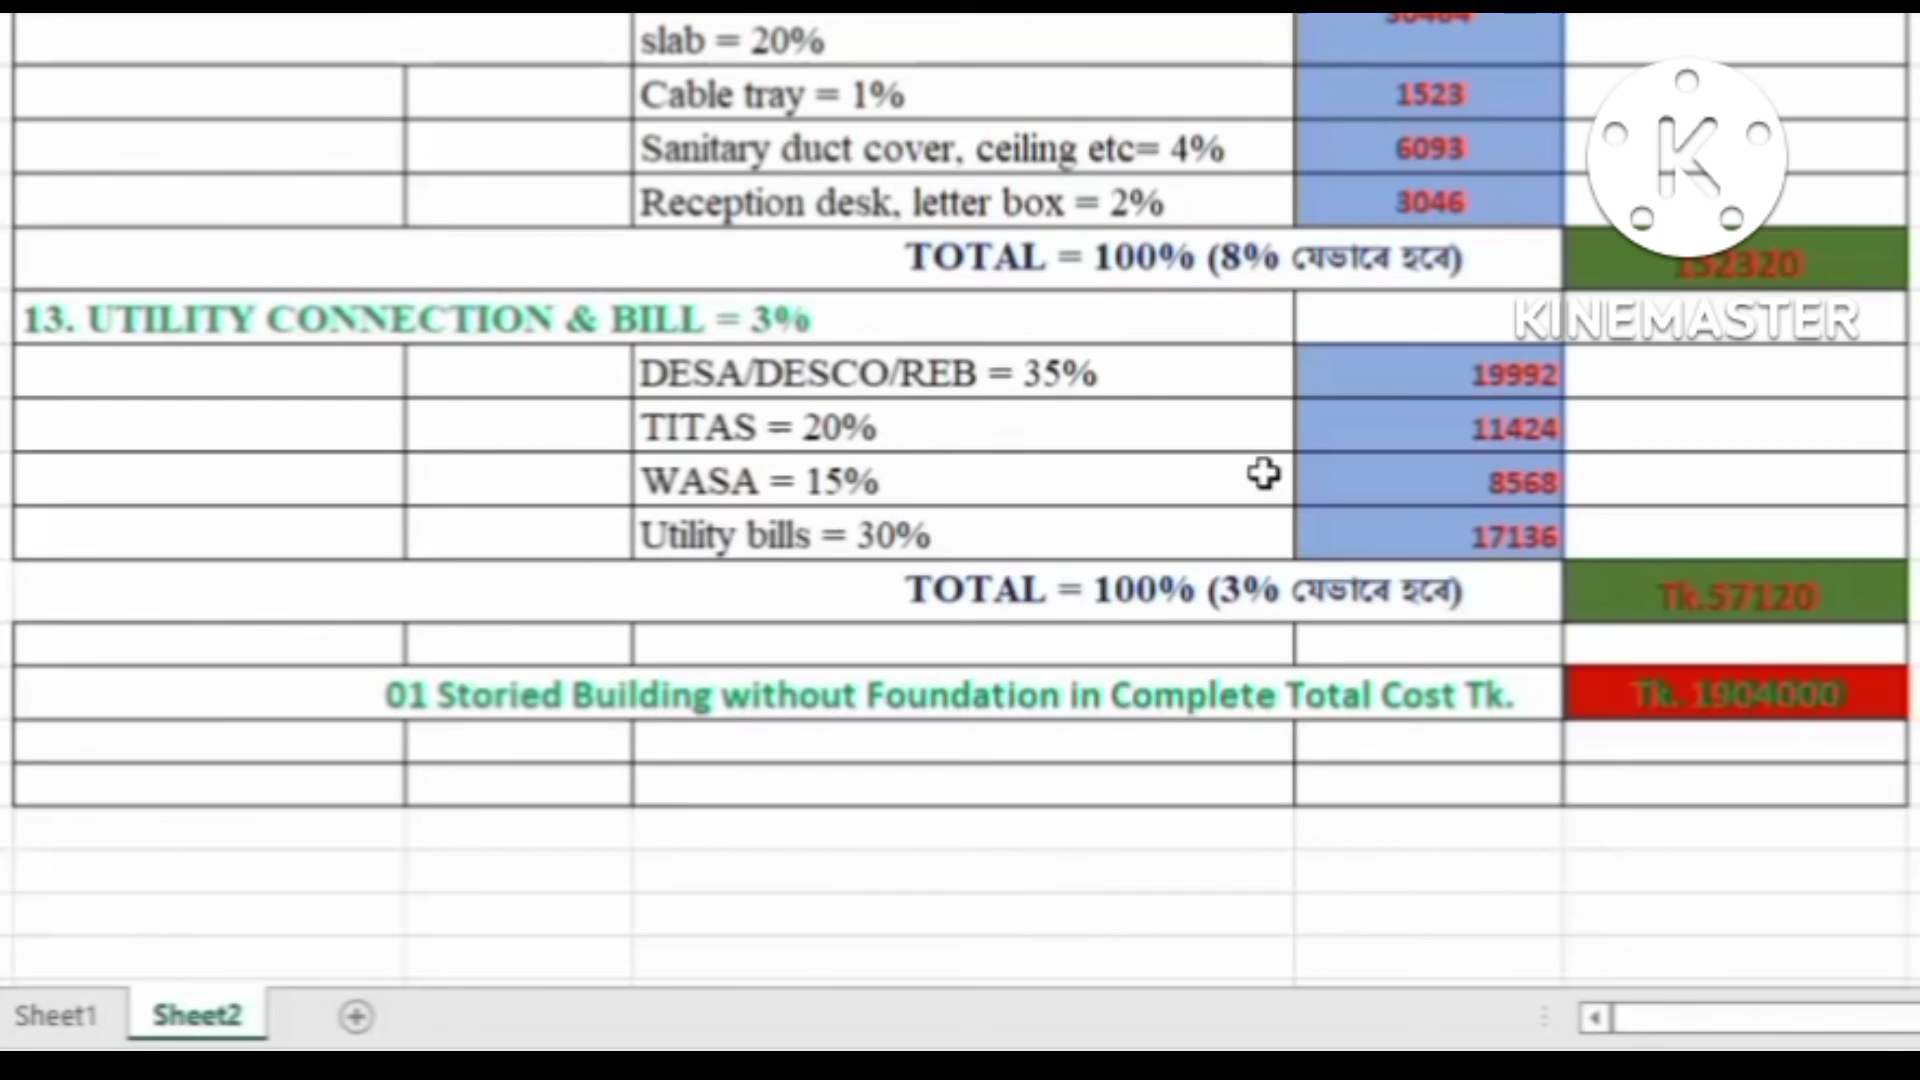 slab = 20%
Cable tray = 1% 1523
Sanitary duct cover, ceiling etc= 4% 6093
Reception desk, letter box = 2% 3046
TOTAL = 100% (8% যেভাবে হবে) 152320
13. UTILITY CONNECTION & BILL = 3%
KINEMASTER
DESA/DESCO/REB = 35% 19992
TITAS = 20% 11424
WASA = 15% 8568
Utility bills = 30% 17136
TOTAL = 100% (3% যেভাবে হবে) Tk.57120
01 Storied Building without Foundation in Complete Total Cost Tk. Tk. 1904000
Sheet1 Sheet2